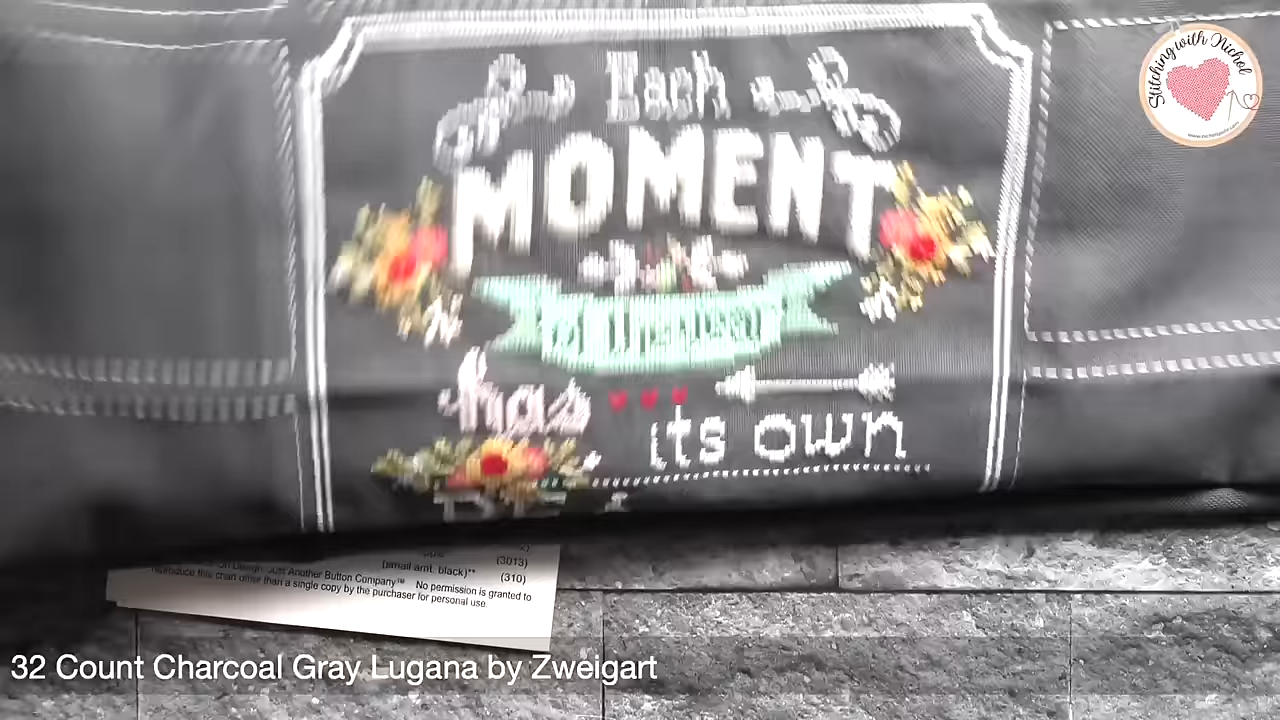 Each
MOMENT
has
its own
Stitching with Nichol
(3013)
(small amt. black)**
(310)
Just Another Button Company™ No permission is granted to
reproduce this chart other than a single copy by the purchaser for personal use.
32 Count Charcoal Gray Lugana by Zweigart